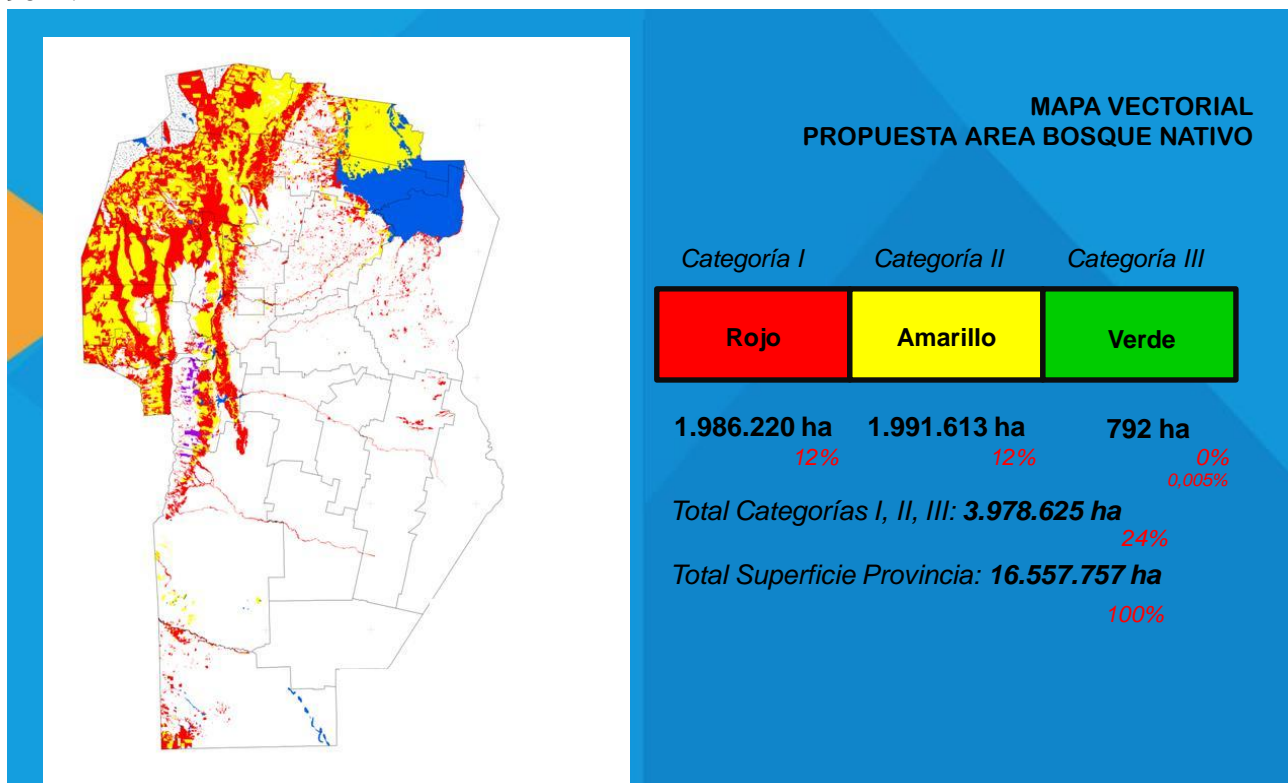 MAPA VECTORIAL
PROPUESTA AREA BOSQUE NATIVO
Categoría I Categoría II Categoría III
Rojo Amarillo Verde
1.986.220 ha 1.991.613 ha 792 ha
12% 12% 0%
0,005%
Total Categorías I, II, III: 3.978.625 ha
24%
Total Superficie Provincia: 16.557.757 ha
100%